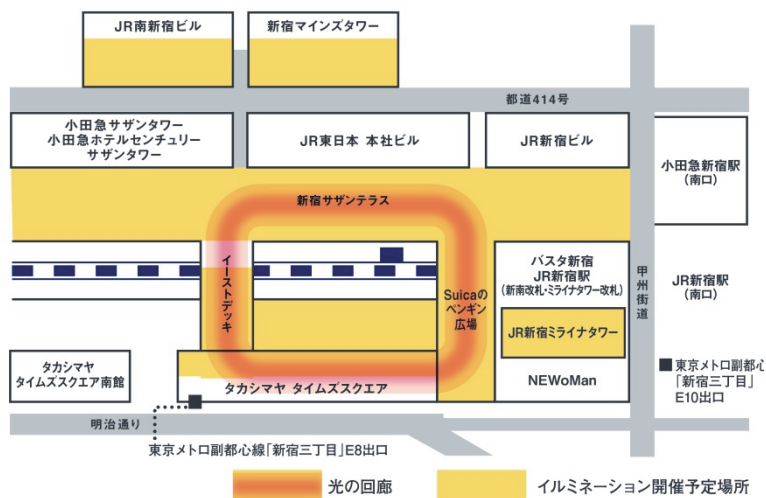 JR南新宿ビル
新宿マインズタワー
都道414号
小田急サザンタワー
小田急ホテルセンチュリー
サザンタワー
JR東日本 本社ビル
JR新宿ビル
小田急新宿駅
(南口)
新宿サザンテラス
イーストデッキ
Suicaの
ペンギン
広場
バスタ新宿
JR新宿駅
(新南改札・ミライナタワー改札)
甲州街道
JR新宿駅
(南口)
JR新宿ミライナタワー
タカシマヤ
タイムズスクエア南館
タカシマヤ タイムズスクエア
NEWoMan
■東京メトロ副都心
「新宿三丁目」
E10出口
明治通り
東京メトロ副都心線「新宿三丁目」E8出口
光の回廊
イルミネーション開催予定場所